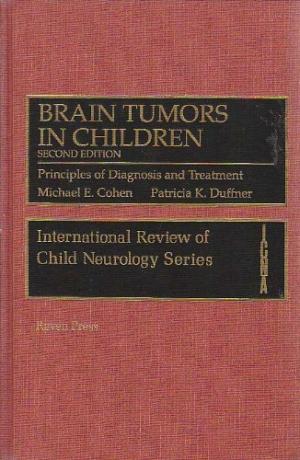 BRAIN TUMORS
IN CHILDREN
SECOND EDITION
Principles of Diagnosis and Treatment
Michael E. Cohen Patricia K. Duffner
International Review of
Child Neurology Series
ICNA
Raven Press